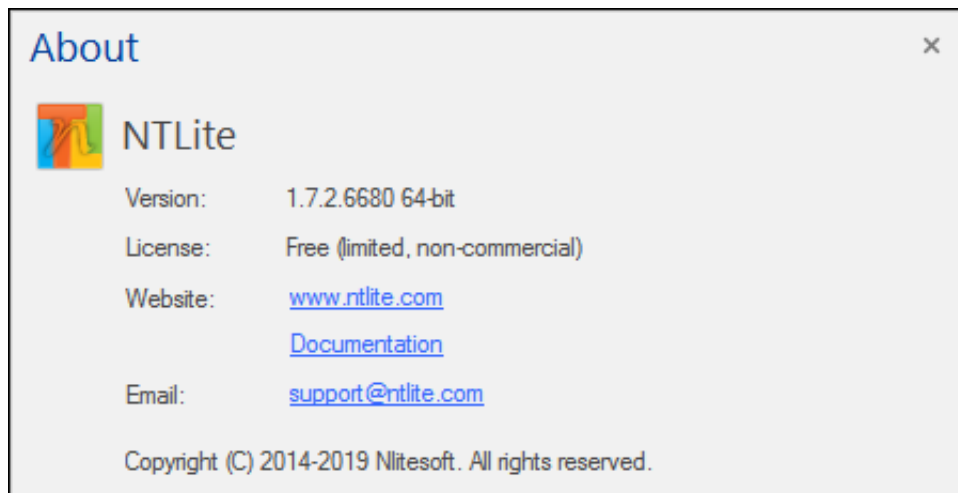 About
NTLite
Version: 1.7.2.6680 64-bit
License: Free (limited, non-commercial)
Website: www.ntlite.com
Documentation
Email: support@ntlite.com
Copyright (C) 2014-2019 Nlitesoft. All rights reserved.